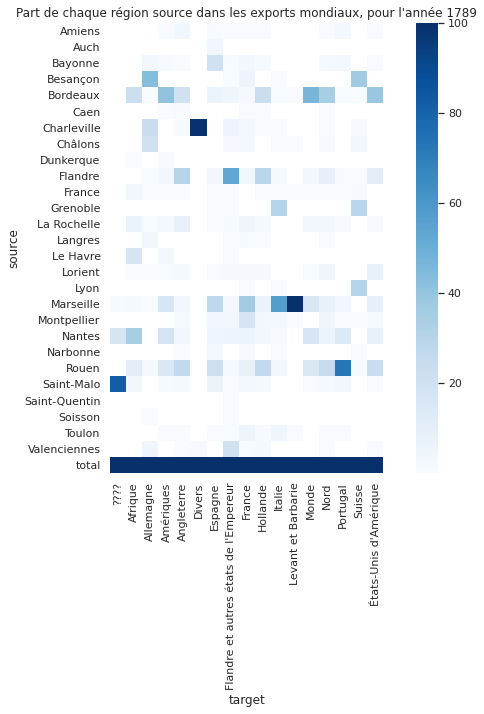 Part de chaque région source dans les exports mondiaux, pour l'année 1789
source
Amiens
Auch
Bayonne
Besançon
Bordeaux
Caen
Charleville
Châlons
Dunkerque
Flandre
France
Grenoble
La Rochelle
Langres
Le Havre
Lorient
Lyon
Marseille
Montpellier
Nantes
Narbonne
Rouen
Saint-Malo
Saint-Quentin
Soisson
Toulon
Valenciennes
total
????
Afrique
Allemagne
Amériques
Angleterre
Divers
Espagne
Flandre et autres états de l'Empereur
France
Hollande
Italie
Levant et Barbarie
Monde
Nord
Portugal
Suisse
États-Unis d'Amérique
target
100
80
60
40
20